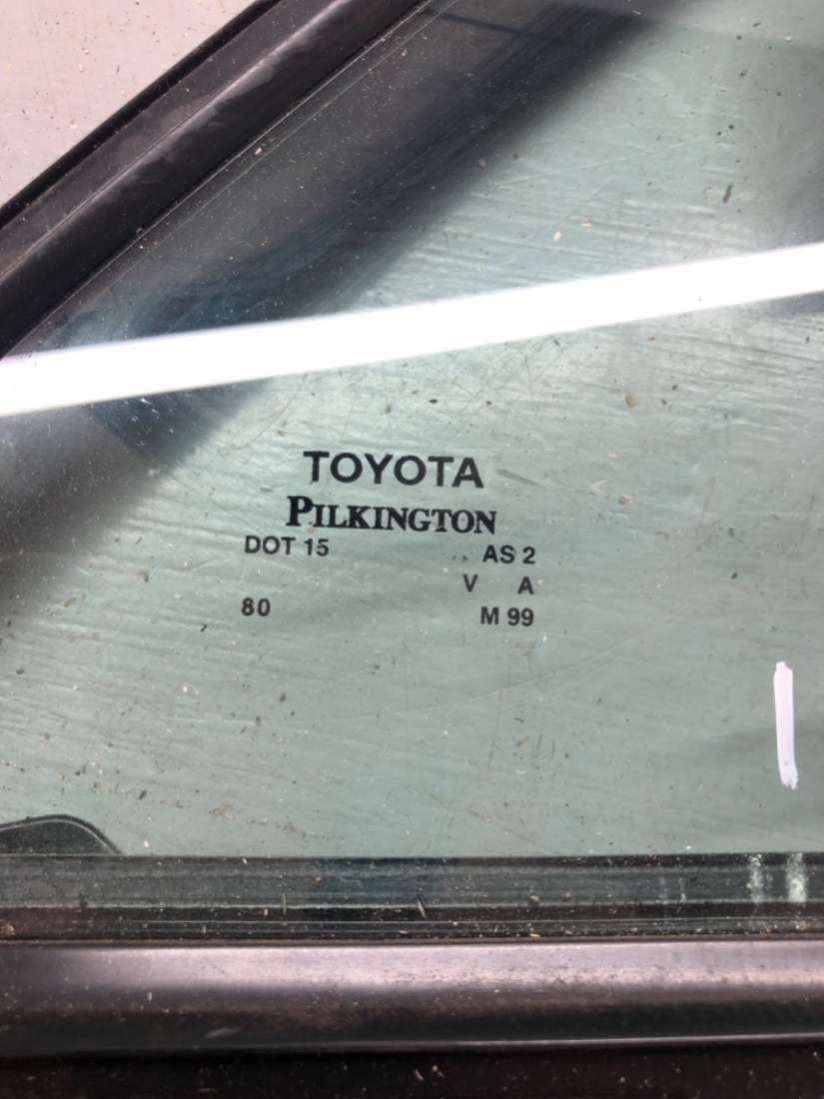 TOYOTA
PILKINGTON
DOT 15 AS 2
V A
80 M 99